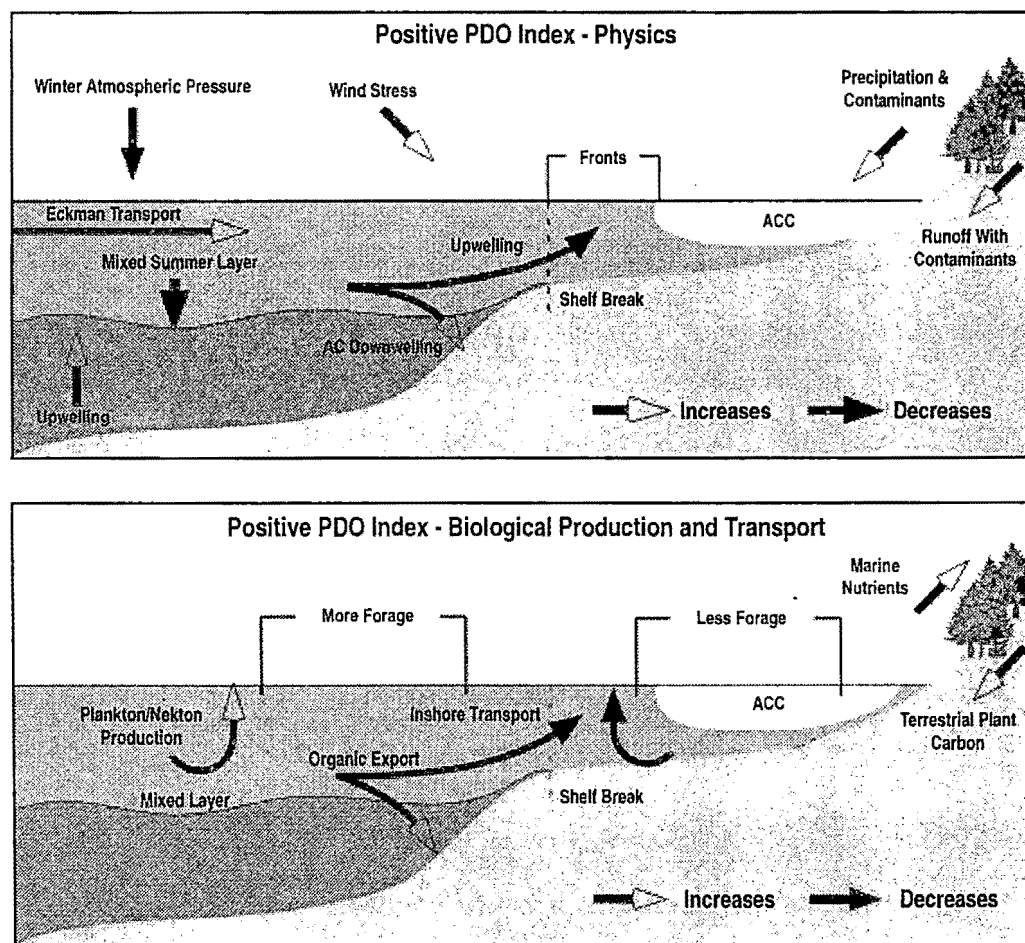 Positive PDO Index - Physics
Winter Atmospheric Pressure
Wind Stress
Precipitation &
Contaminants
Fronts
Eckman Transport
ACC
Upwelling
Runoff With
Contaminants
Mixed Summer Layer
Shelf Break
AC Downwelling
Upwelling
Increases
Decreases
Positive PDO Index - Biological Production and Transport
Marine
Nutrients
More Forage
Less Forage
Plankton/Nekton
Production
Inshore Transport
ACC
Terrestrial Plant
Carbon
Organic Export
Mixed Layer
Shelf Break
Increases
Decreases